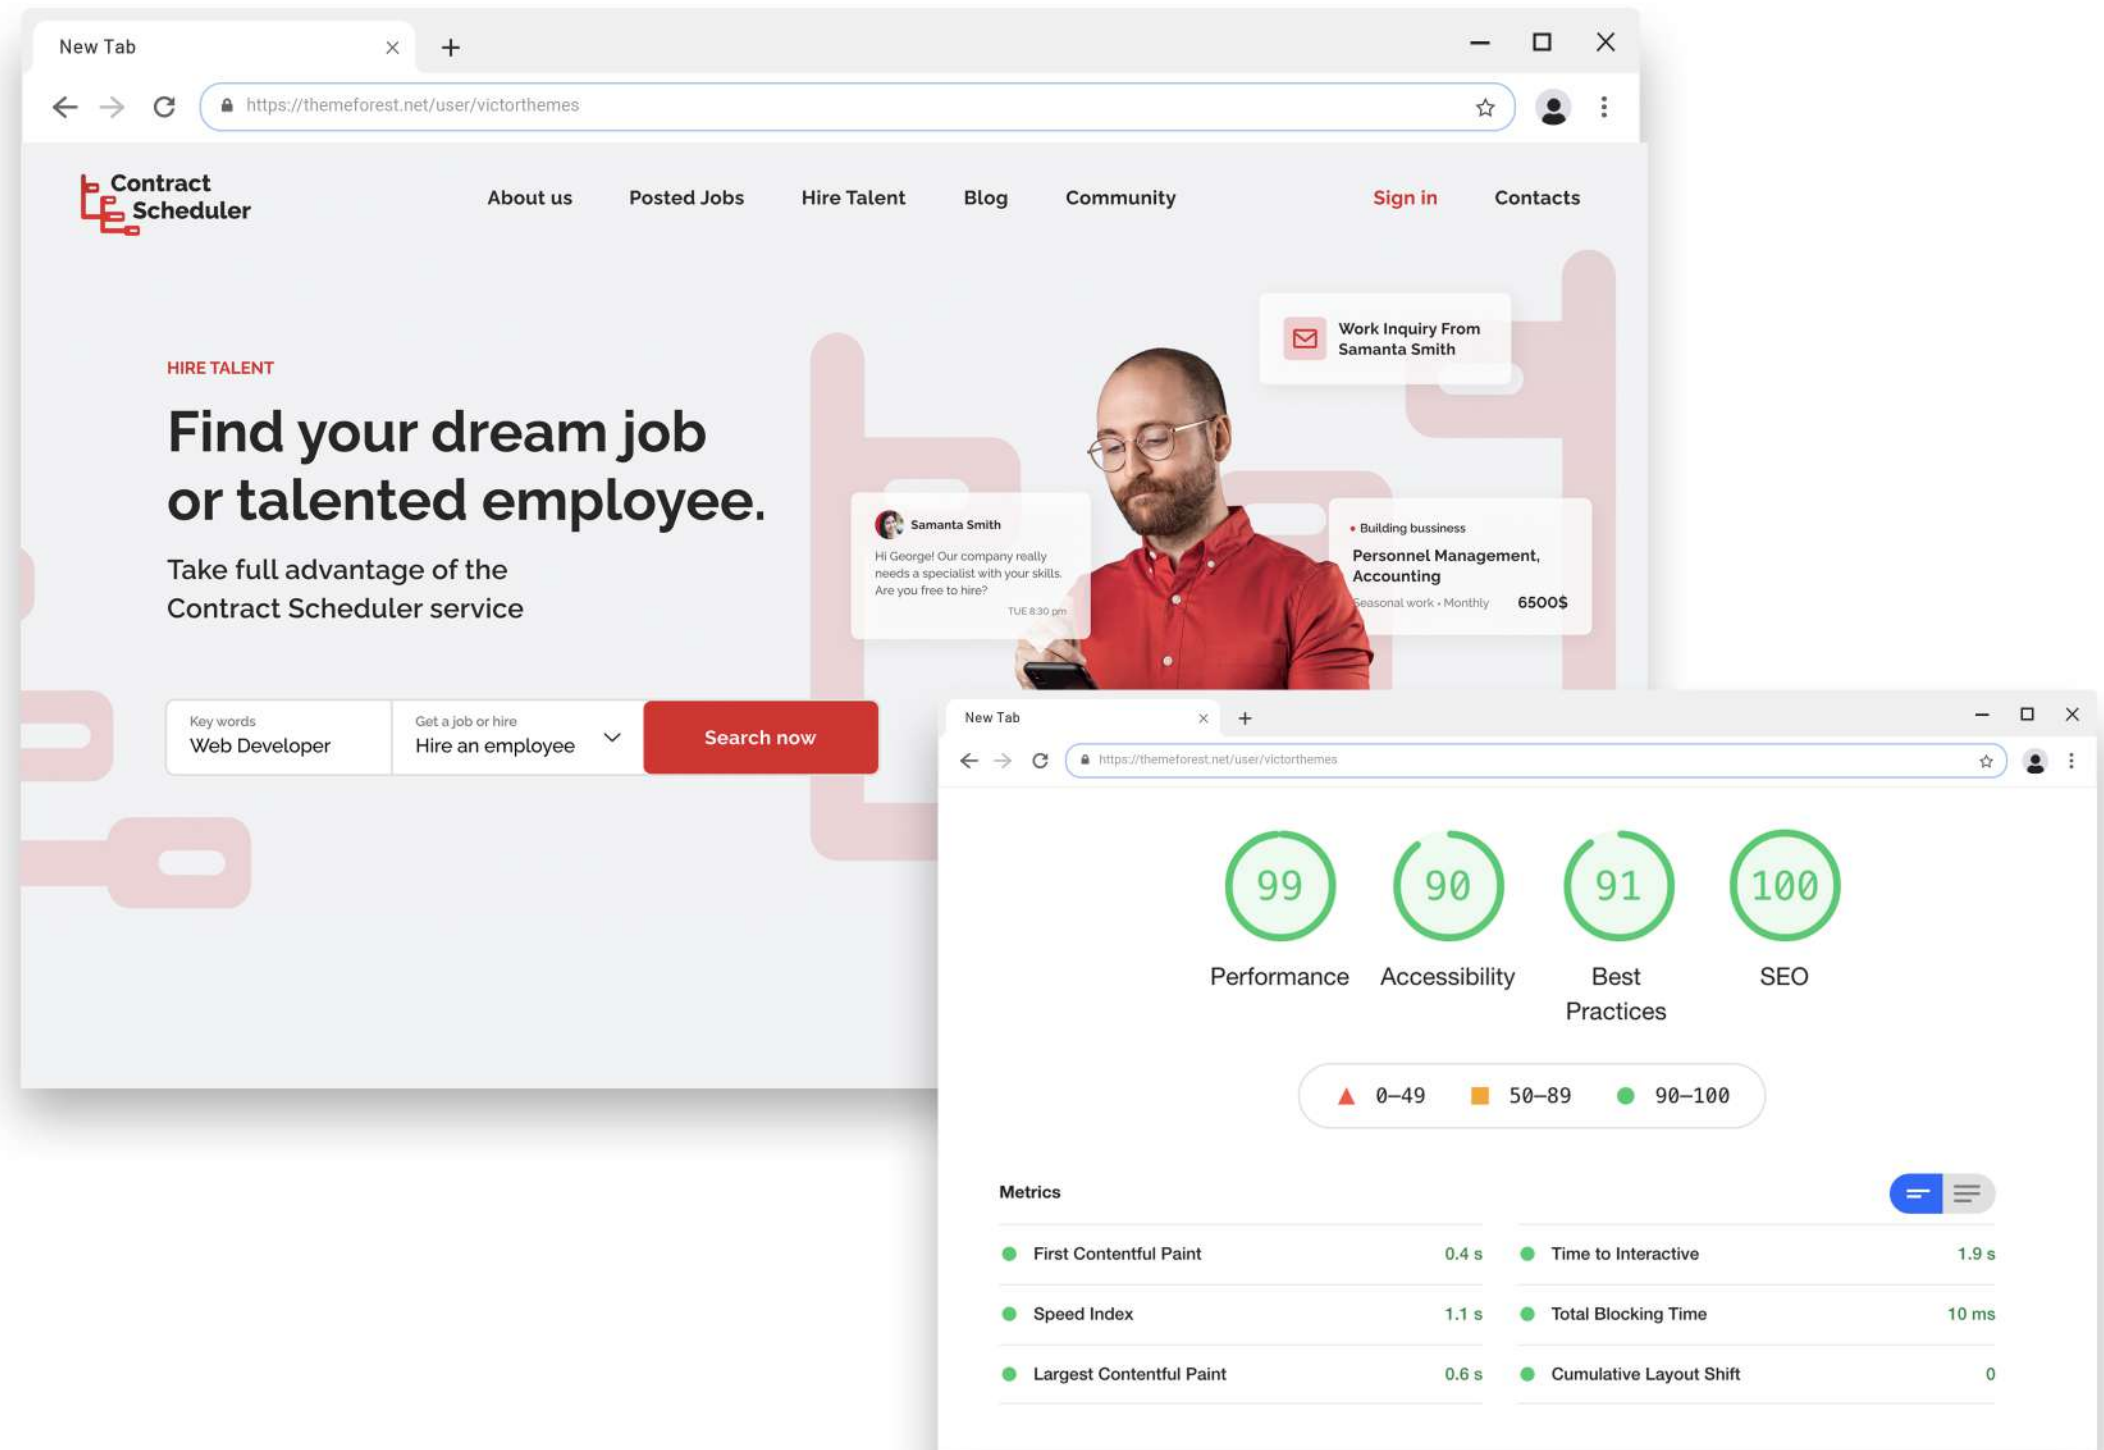 New Tab
https://themeforest.net/user/victorthemes
Contract
Scheduler
About us
Posted Jobs
Hire Talent
Blog
Community
Sign in
Contacts
Work Inquiry From
Samanta Smith
HIRE TALENT
Find your dream job
or talented employee.
Take full advantage of the
Contract Scheduler service
Samanta Smith
Hi George! Our company really
needs a specialist with your skills.
Are you free to hire?
TUE 8:30 pm
• Building bussiness
Personnel Management,
Accounting
Seasonal work • Monthly
6500$
Key words
Web Developer
Get a job or hire
Hire an employee
Search now
New Tab
https://themeforest.net/user/victorthemes
99
90
91
100
Performance
Accessibility
Best
Practices
SEO
0–49
50–89
90–100
Metrics
First Contentful Paint
0.4 s
Time to Interactive
1.9 s
Speed Index
1.1 s
Total Blocking Time
10 ms
Largest Contentful Paint
0.6 s
Cumulative Layout Shift
0